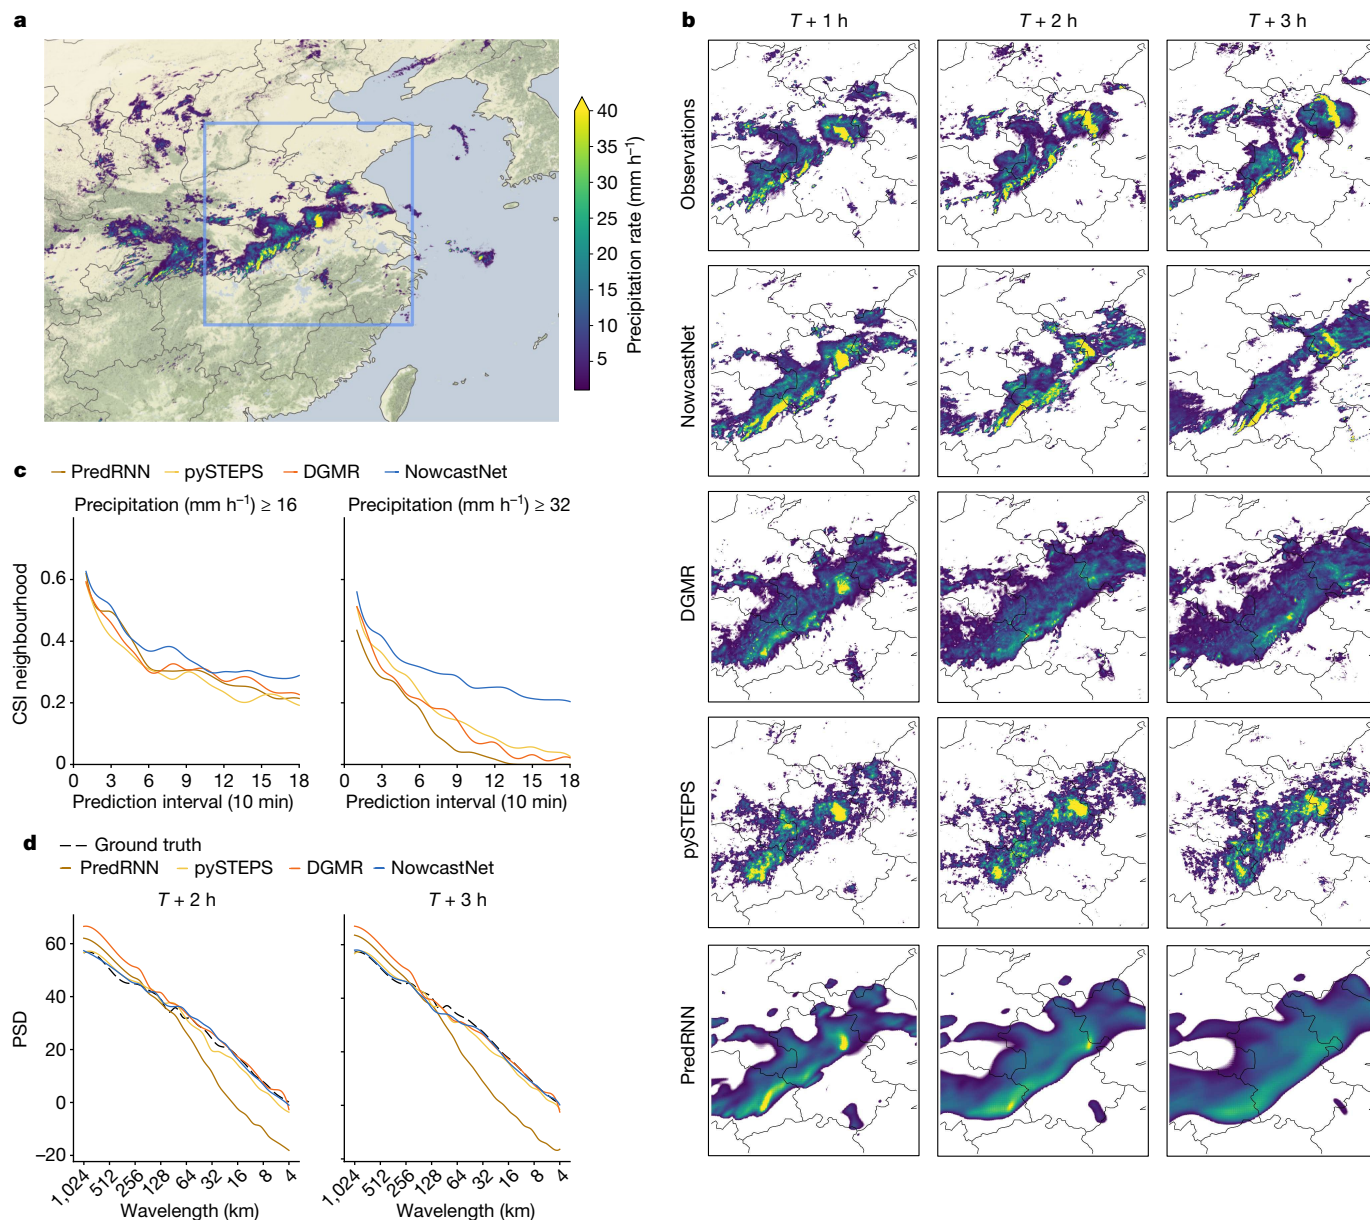 a
40
35
30
25
20
15
10
5
Precipitation rate (mm h⁻¹)
b
T + 1 h
T + 2 h
T + 3 h
Observations
NowcastNet
DGMR
pySTEPS
PredRNN
c
PredRNN pySTEPS DGMR NowcastNet
Precipitation (mm h⁻¹) ≥ 16
Precipitation (mm h⁻¹) ≥ 32
CSI neighbourhood
0.6
0.4
0.2
0
0 3 6 9 12 15 18
0 3 6 9 12 15 18
Prediction interval (10 min)
Prediction interval (10 min)
d
Ground truth
PredRNN pySTEPS DGMR NowcastNet
T + 2 h
T + 3 h
PSD
60
40
20
0
–20
1,024 512 256 128 64 32 16 8 4
1,024 512 256 128 64 32 16 8 4
Wavelength (km)
Wavelength (km)